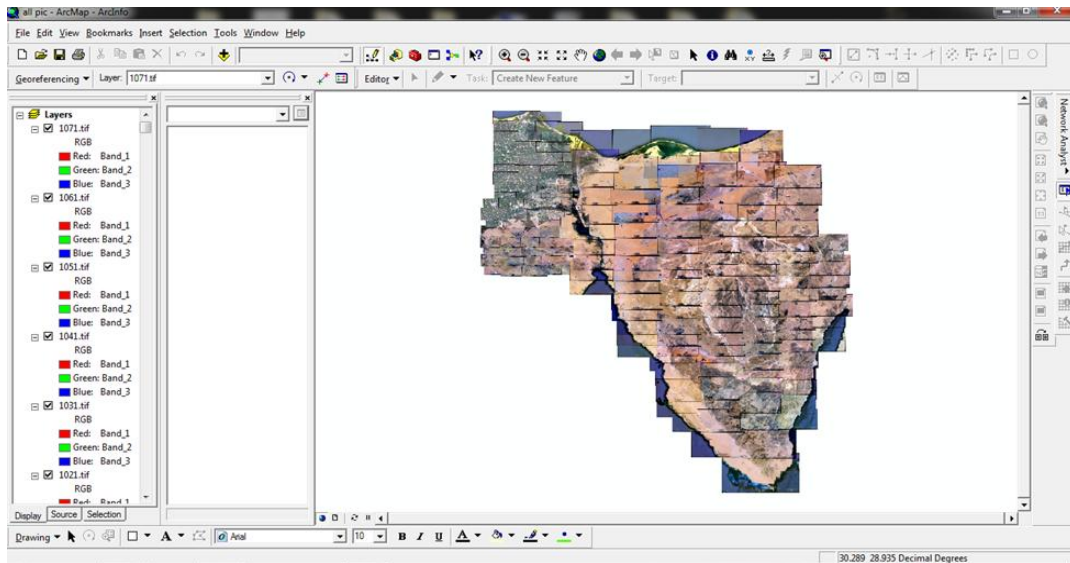 all pic - ArcMap - ArcInfo
File Edit View Bookmarks Insert Selection Tools Window Help
Georeferencing Layer: 1071.tif Editor Task: Create New Feature Target:
Layers
1071.tif
RGB
Red: Band_1
Green: Band_2
Blue: Band_3
1061.tif
RGB
Red: Band_1
Green: Band_2
Blue: Band_3
1051.tif
RGB
Red: Band_1
Green: Band_2
Blue: Band_3
1041.tif
RGB
Red: Band_1
Green: Band_2
Blue: Band_3
1031.tif
RGB
Red: Band_1
Green: Band_2
Blue: Band_3
1021.tif
RGB
Red: Band_1
Display Source Selection
Network Analyst
Drawing A Arial 10 B I U A
30.289 28.935 Decimal Degrees